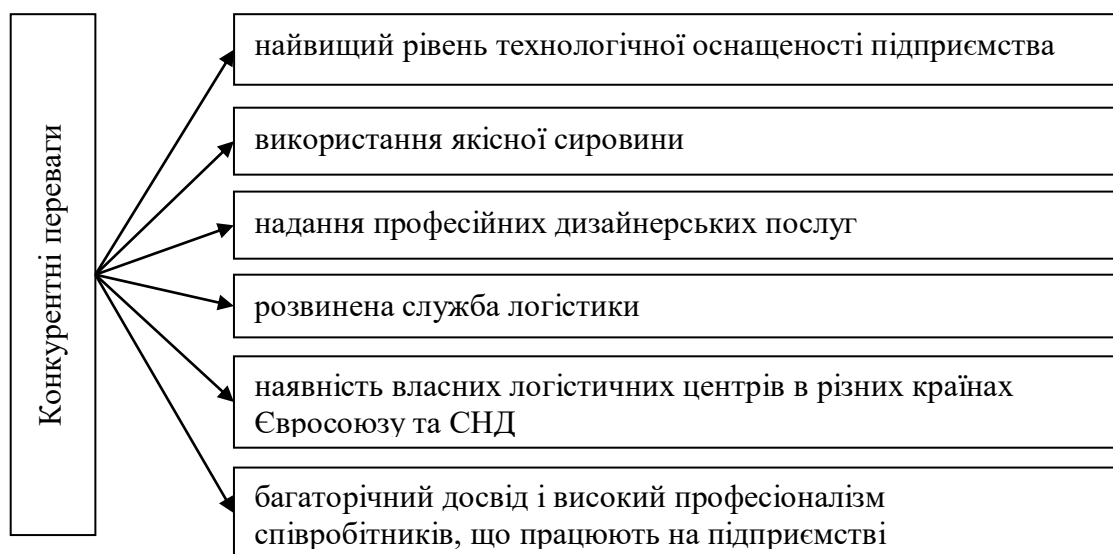 Конкурентні переваги
найвищий рівень технологічної оснащеності підприємства
використання якісної сировини
надання професійних дизайнерських послуг
розвинена служба логістики
наявність власних логістичних центрів в різних країнах
Євросоюзу та СНД
багаторічний досвід і високий професіоналізм
співробітників, що працюють на підприємстві